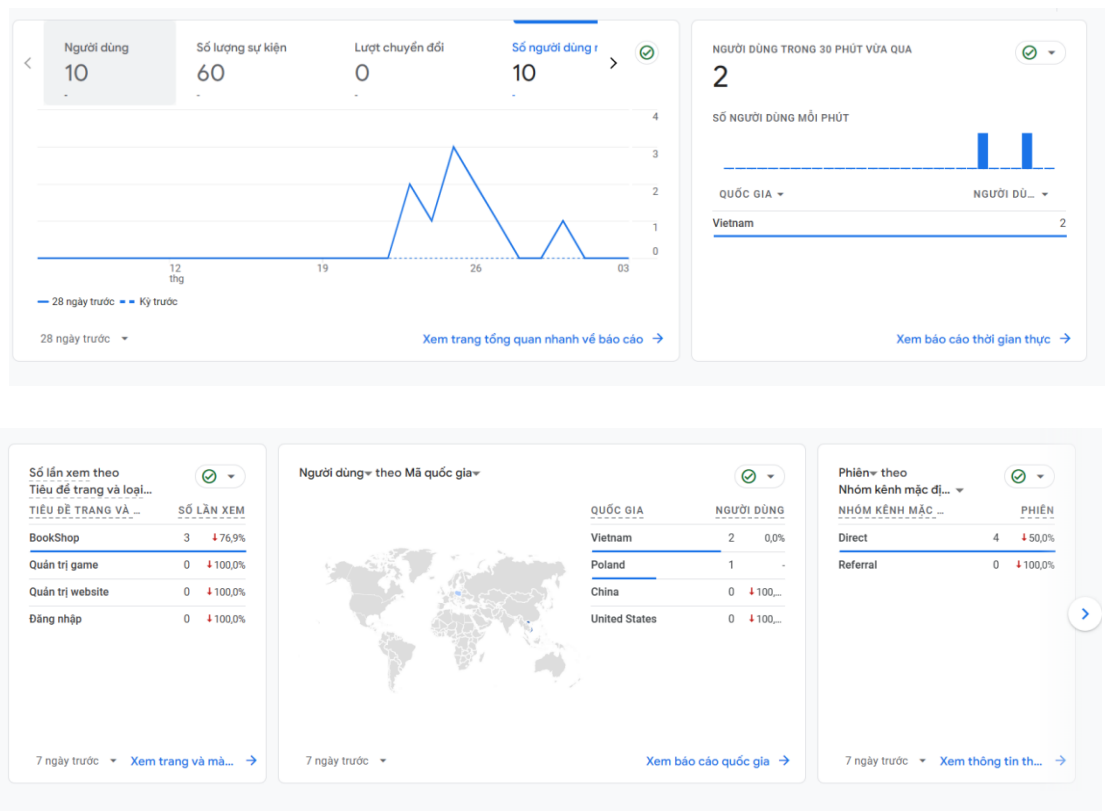 Người dùng
10
-
Số lượng sự kiện
60
-
Lượt chuyển đổi
0
-
Số người dùng r
10
-
4
3
2
1
0
12
thg
19
26
03
28 ngày trước Kỳ trước
28 ngày trước
Xem trang tổng quan nhanh về báo cáo →
NGƯỜI DÙNG TRONG 30 PHÚT VỪA QUA
2
SỐ NGƯỜI DÙNG MỖI PHÚT
QUỐC GIA NGƯỜI DÙ...
Vietnam 2
Xem báo cáo thời gian thực →
Số lần xem theo
Tiêu đề trang và loại...
TIÊU ĐỀ TRANG VÀ ... SỐ LẦN XEM
BookShop 3 ↓76,9%
Quản trị game 0 ↓100,0%
Quản trị website 0 ↓100,0%
Đăng nhập 0 ↓100,0%
7 ngày trước Xem trang và mà... →
Người dùng theo Mã quốc gia
QUỐC GIA NGƯỜI DÙNG
Vietnam 2 0,0%
Poland 1 -
China 0 ↓100,...
United States 0 ↓100,...
7 ngày trước Xem báo cáo quốc gia →
Phiên theo
Nhóm kênh mặc đị...
NHÓM KÊNH MẶC ... PHIÊN
Direct 4 ↓50,0%
Referral 0 ↓100,0%
7 ngày trước Xem thông tin th... →